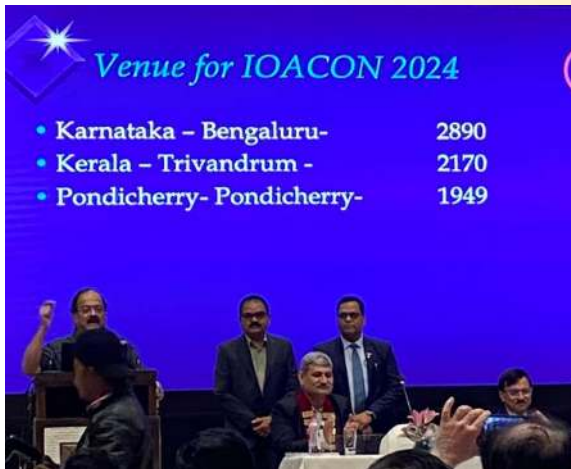 Venue for IOACON 2024
• Karnataka – Bengaluru- 2890
• Kerala – Trivandrum - 2170
• Pondicherry- Pondicherry- 1949